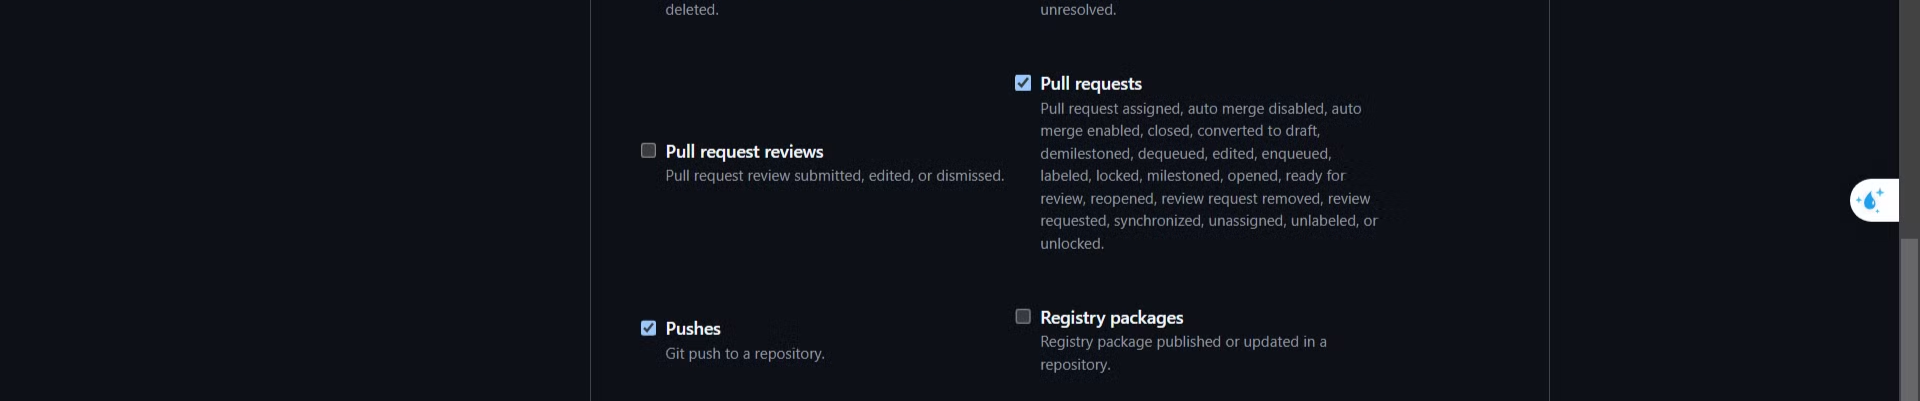 deleted.
unresolved.
Pull request reviews
Pull request review submitted, edited, or dismissed.
Pull requests
Pull request assigned, auto merge disabled, auto
merge enabled, closed, converted to draft,
demilestoned, dequeued, edited, enqueued,
labeled, locked, milestoned, opened, ready for
review, reopened, review request removed, review
requested, synchronized, unassigned, unlabeled, or
unlocked.
Pushes
Git push to a repository.
Registry packages
Registry package published or updated in a
repository.